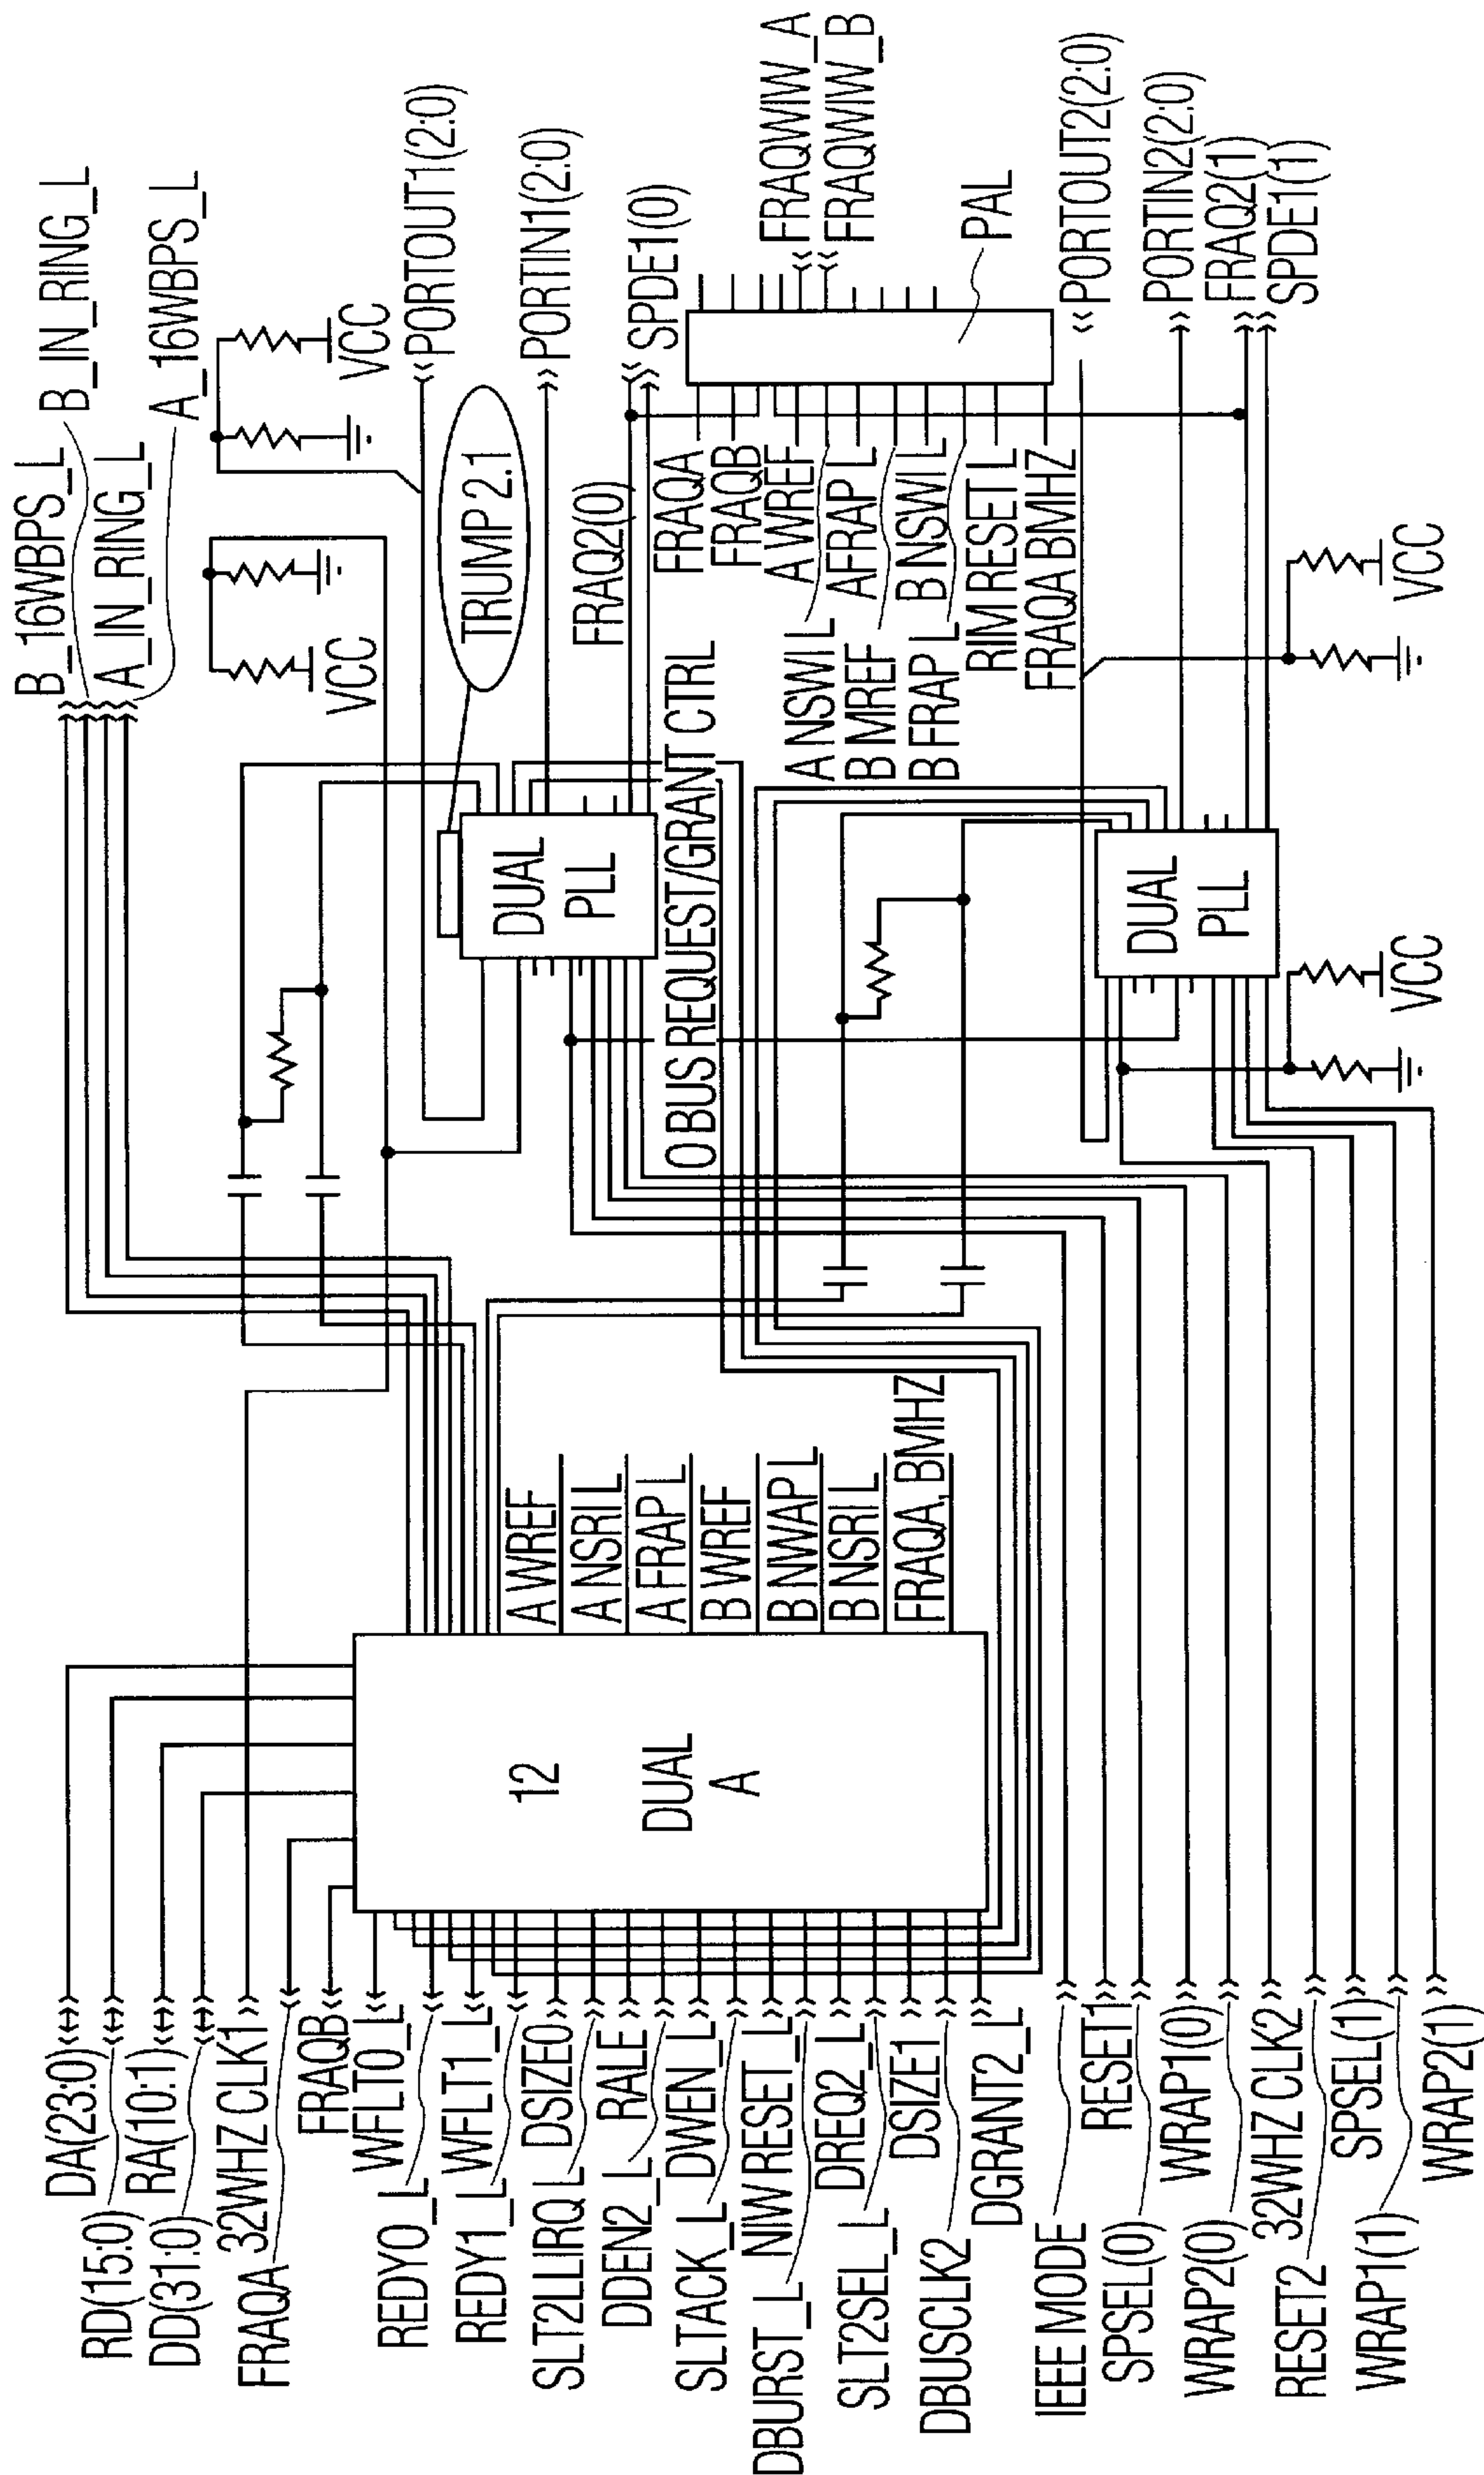 DA(23:0)
RD(15:0)
RA(10:1)
DD(31:0)
32WHZ CLK1
FRAQA
FRAQB
WFLTO_L
REDYO_L
WFLT1_L
REDY1_L
DSIZEO
SLT2LLIRQ L
RALE
DDEN2_L
DWEN_L
SLTACK_L
NIW RESET_L
DBURST_L
DREQ2_L
SLT2SEL_L
DSIZE1
DBUSCLK2
DGRANT2_L
IEEE MODE
RESET1
SPSEL(0)
WRAP1(0)
WRAP2(0)
32WHZ CLK2
RESET2
SPSEL(1)
WRAP1(1)
WRAP2(1)
12
DUAL
A
A WREF
A NSRI L
A FRAP L
B WREF
B NWAP L
B NSRI L
FRAQA, BMHZ
B_16WBPS_L
B_IN_RING_L
A_IN_RING_L
A_16WBPS_L
VCC
VCC
PORTOUT1(2:0)
TRUMP 2.1
PORTIN1(2:0)
DUAL
PLL
FRAQ2(0)
SPDE1(0)
O BUS REQUEST/GRANT CTRL
FRAQA
FRAQB
A WREF
A NSWI L
AFRAP L
B MREF
B NSWI L
B FRAP L
RIM RESET L
FRAQA BMHZ
FRAQWIW_A
FRAQWIW_B
PAL
PORTOUT2(2:0)
PORTIN2(2:0)
FRAQ2(1)
SPDE1(1)
DUAL
PLL
VCC
VCC